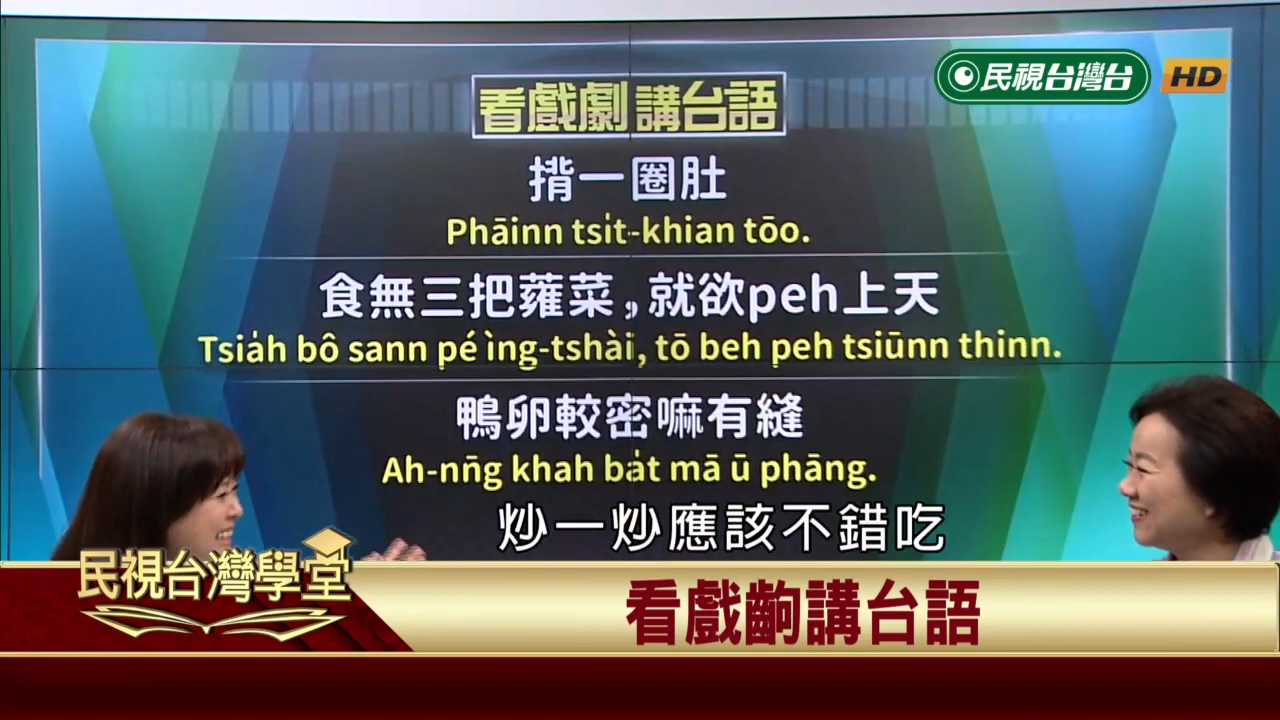 民視台灣台 HD
看戲劇講台語
揹一圈肚
Phāinn tsi̍t-khian tōo.
食無三把蕹菜,就欲peh上天
Tsia̍h bô sann pé ìng-tshài, tō beh peh tsiūnn thinn.
鴨卵較密嘛有縫
Ah-nn̄g khah ba̍t mā ū phāng.
炒一炒應該不錯吃
民視台灣學堂
看戲齣講台語